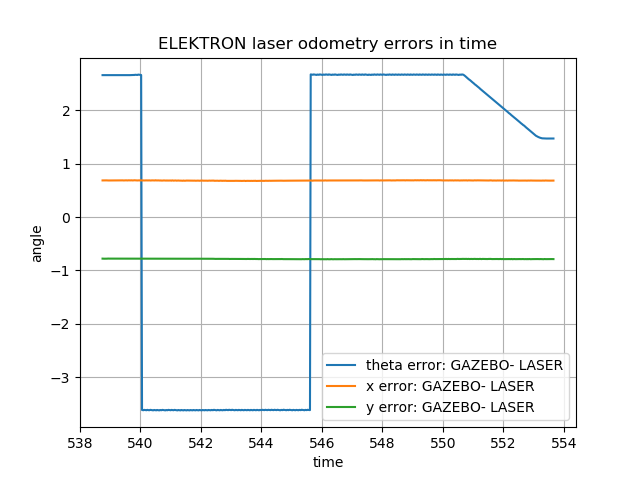 ELEKTRON laser odometry errors in time
angle
2
1
0
−1
−2
−3
theta error: GAZEBO- LASER
x error: GAZEBO- LASER
y error: GAZEBO- LASER
538 540 542 544 546 548 550 552 554
time